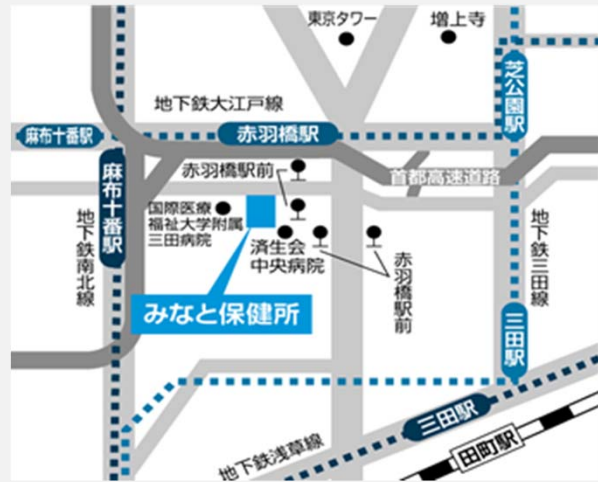 東京タワー
増上寺
芝公園駅
地下鉄大江戸線
麻布十番駅
赤羽橋駅
麻布十番駅
赤羽橋駅前
首都高速道路
国際医療
福祉大学附属
三田病院
済生会
中央病院
赤羽橋駅前
地下鉄南北線
地下鉄三田線
みなと保健所
三田駅
三田駅
田町駅
地下鉄浅草線